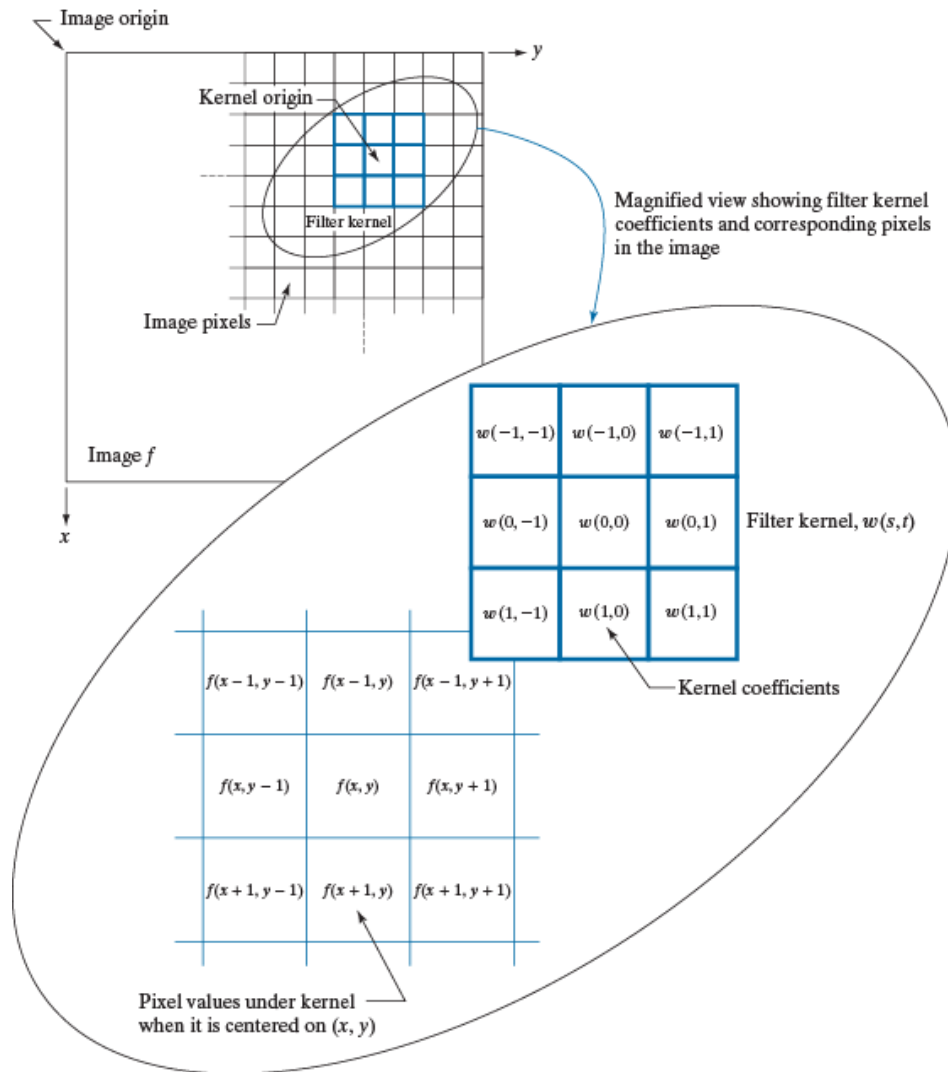 Image origin
y
Kernel origin
Filter kernel
Magnified view showing filter kernel
coefficients and corresponding pixels
in the image
Image pixels
Image f
x
w(−1,−1) w(−1,0) w(−1,1)
w(0,−1) w(0,0) w(0,1) Filter kernel, w(s,t)
w(1,−1) w(1,0) w(1,1)
Kernel coefficients
f(x − 1, y − 1) f(x − 1, y) f(x − 1, y + 1)
f(x, y − 1) f(x, y) f(x, y + 1)
f(x + 1, y − 1) f(x + 1, y) f(x + 1, y + 1)
Pixel values under kernel
when it is centered on (x, y)